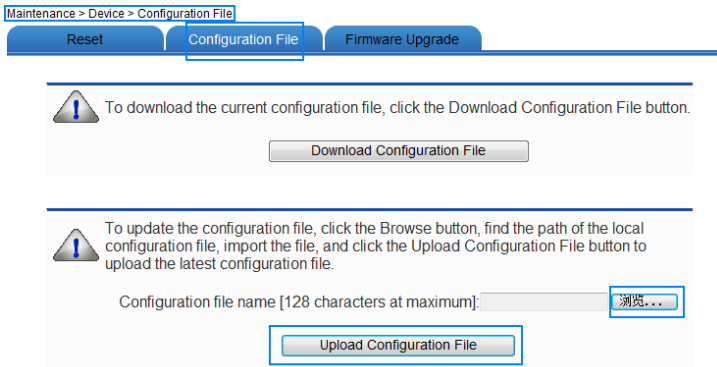 Maintenance > Device > Configuration File
Reset Configuration File Firmware Upgrade
To download the current configuration file, click the Download Configuration File button.
Download Configuration File
To update the configuration file, click the Browse button, find the path of the local
configuration file, import the file, and click the Upload Configuration File button to
upload the latest configuration file.
Configuration file name [128 characters at maximum]: 浏览...
Upload Configuration File